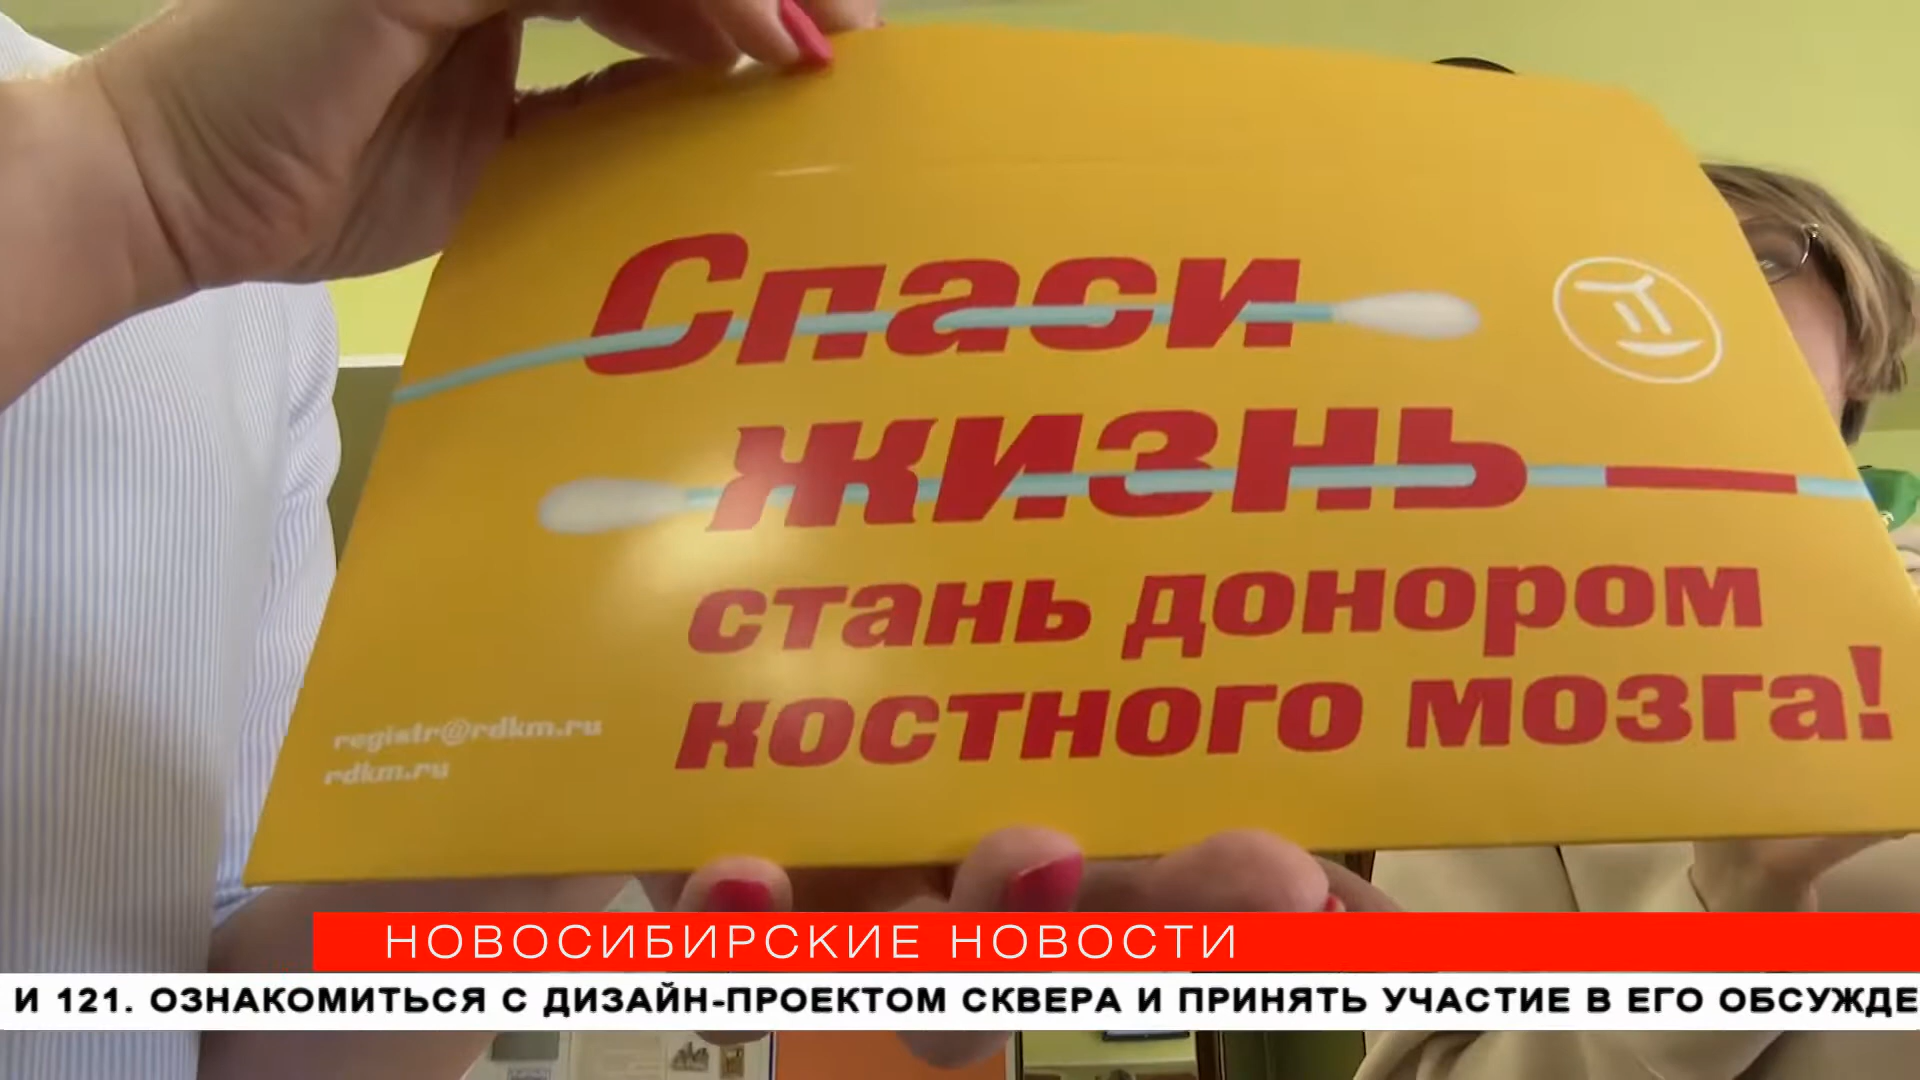 Спаси
жизнь
стань донором
костного мозга!
registr@rdkm.ru
rdkm.ru
НОВОСИБИРСКИЕ НОВОСТИ
И 121. ОЗНАКОМИТЬСЯ С ДИЗАЙН-ПРОЕКТОМ СКВЕРА И ПРИНЯТЬ УЧАСТИЕ В ЕГО ОБСУЖДЕ